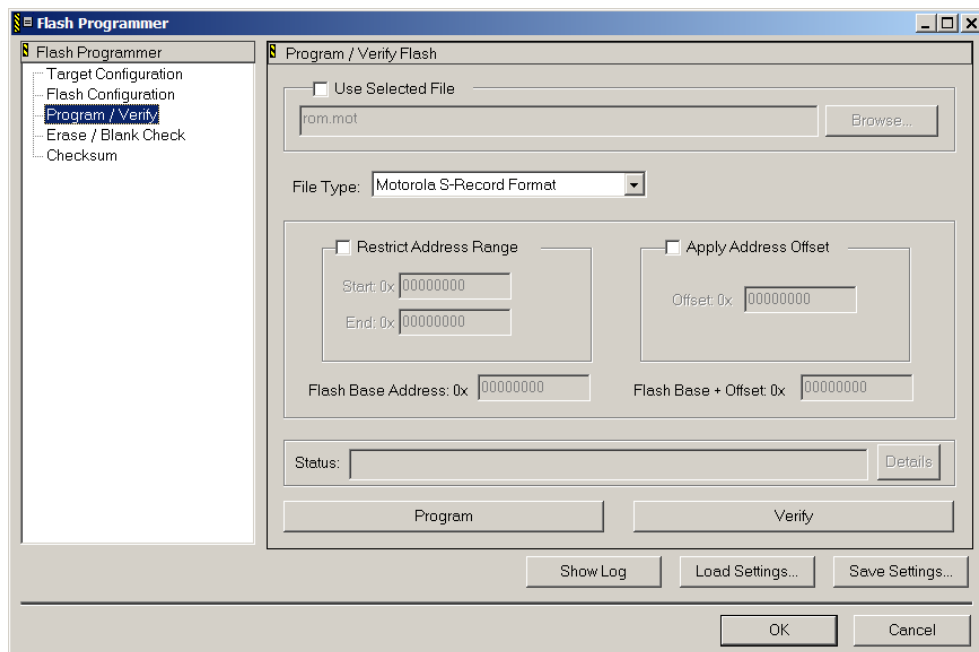 Flash Programmer
Flash Programmer
Target Configuration
Flash Configuration
Program / Verify
Erase / Blank Check
Checksum
Program / Verify Flash
Use Selected File
rom.mot
Browse...
File Type: Motorola S-Record Format
Restrict Address Range
Start: 0x 00000000
End: 0x 00000000
Apply Address Offset
Offset: 0x 00000000
Flash Base Address: 0x 00000000
Flash Base + Offset: 0x 00000000
Status:
Details
Program
Verify
Show Log
Load Settings...
Save Settings...
OK
Cancel